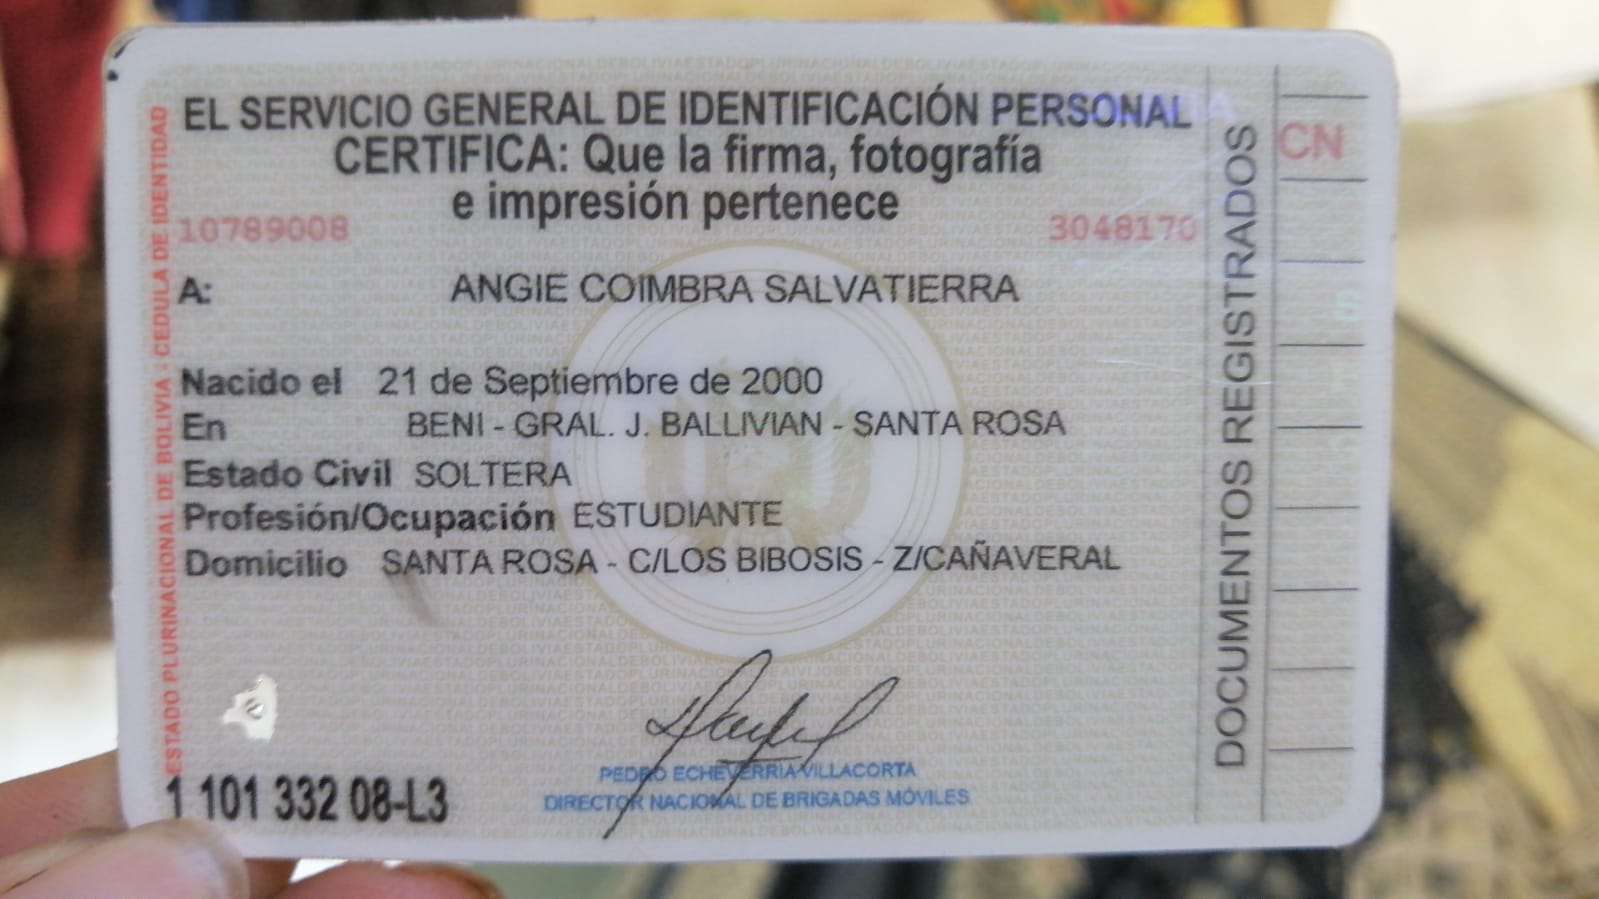 EL SERVICIO GENERAL DE IDENTIFICACIÓN PERSONAL
CERTIFICA: Que la firma, fotografía
e impresión pertenece
10789008 3048170
A: ANGIE COIMBRA SALVATIERRA
Nacido el 21 de Septiembre de 2000
En BENI - GRAL. J. BALLIVIAN - SANTA ROSA
Estado Civil SOLTERA
Profesión/Ocupación ESTUDIANTE
Domicilio SANTA ROSA - C/LOS BIBOSIS - Z/CAÑAVERAL
PEDRO ECHEVERRIA VILLACORTA
DIRECTOR NACIONAL DE BRIGADAS MÓVILES
1 101 332 08-L3
ESTADO PLURINACIONAL DE BOLIVIA - CEDULA DE IDENTIDAD
DOCUMENTOS REGISTRADOS
CN